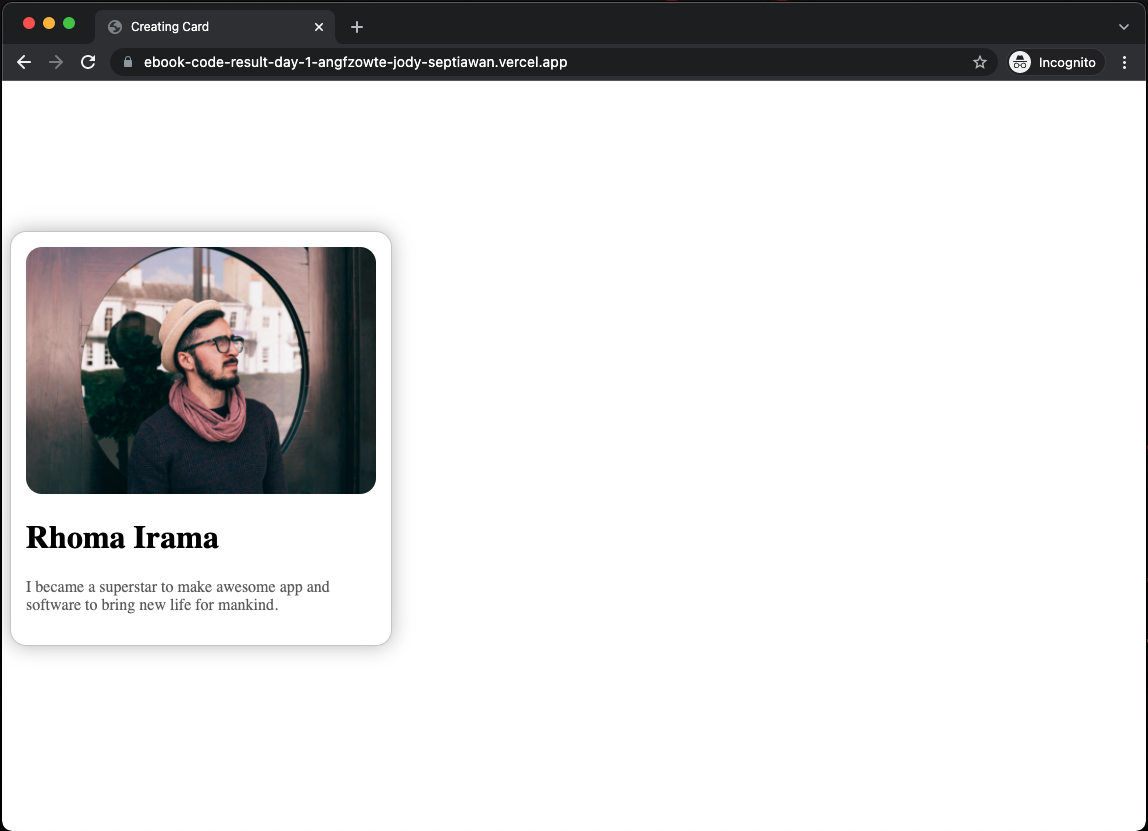 Creating Card
ebook-code-result-day-1-angfzowte-jody-septiawan.vercel.app
Incognito
Rhoma Irama
I became a superstar to make awesome app and
software to bring new life for mankind.